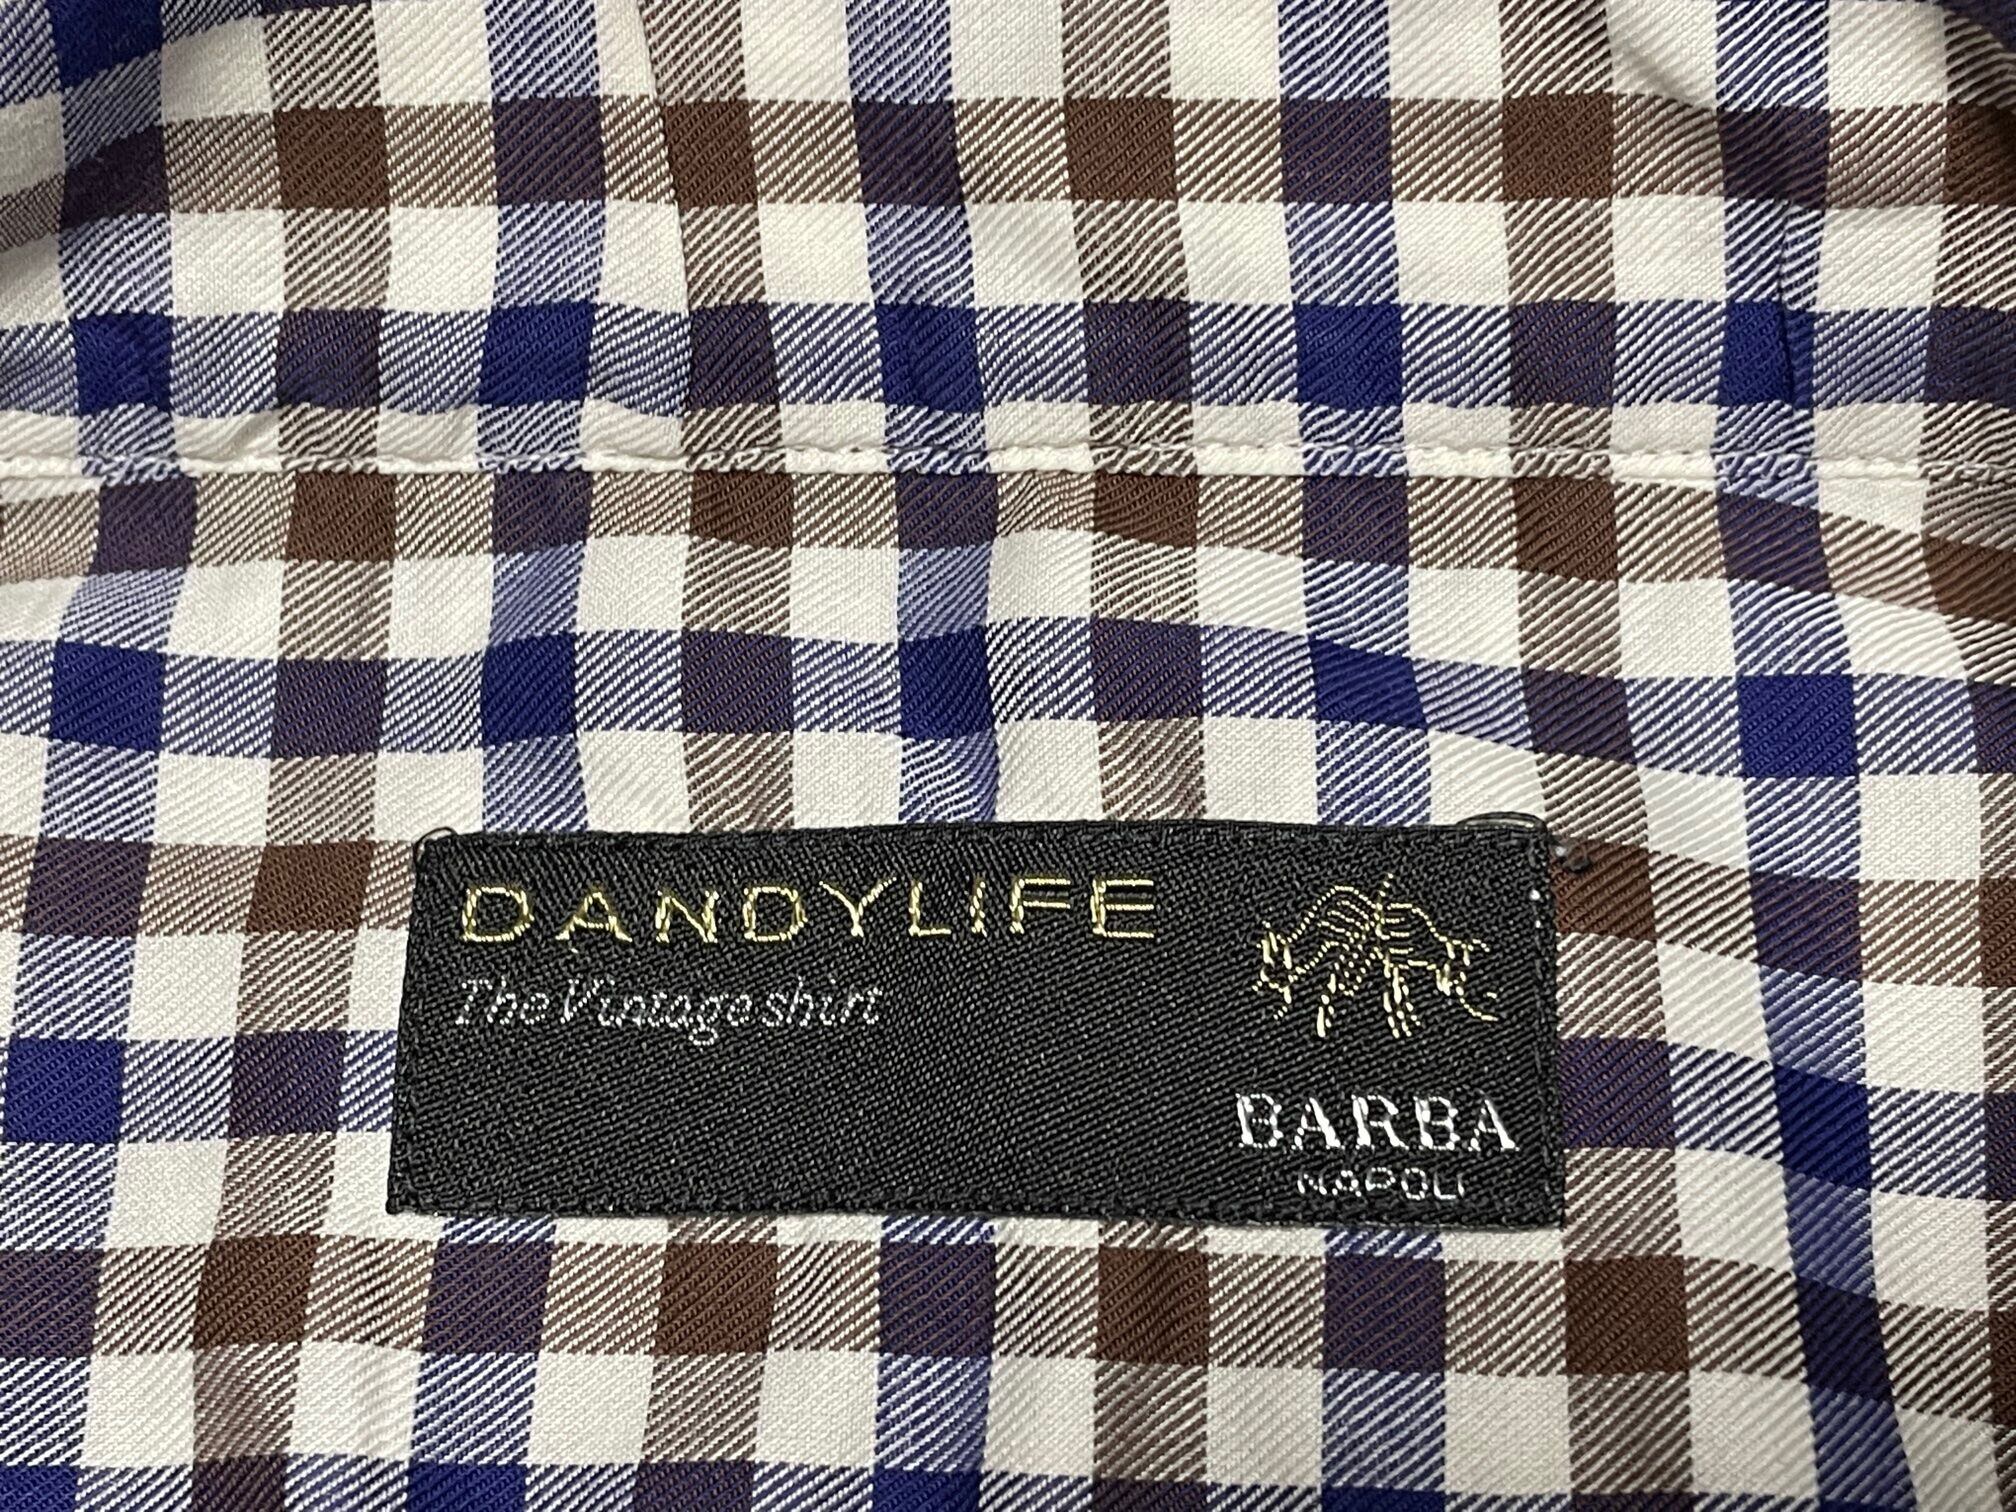 DANDYLIFE
The Vintage shirt
BARBA
NAPOLI